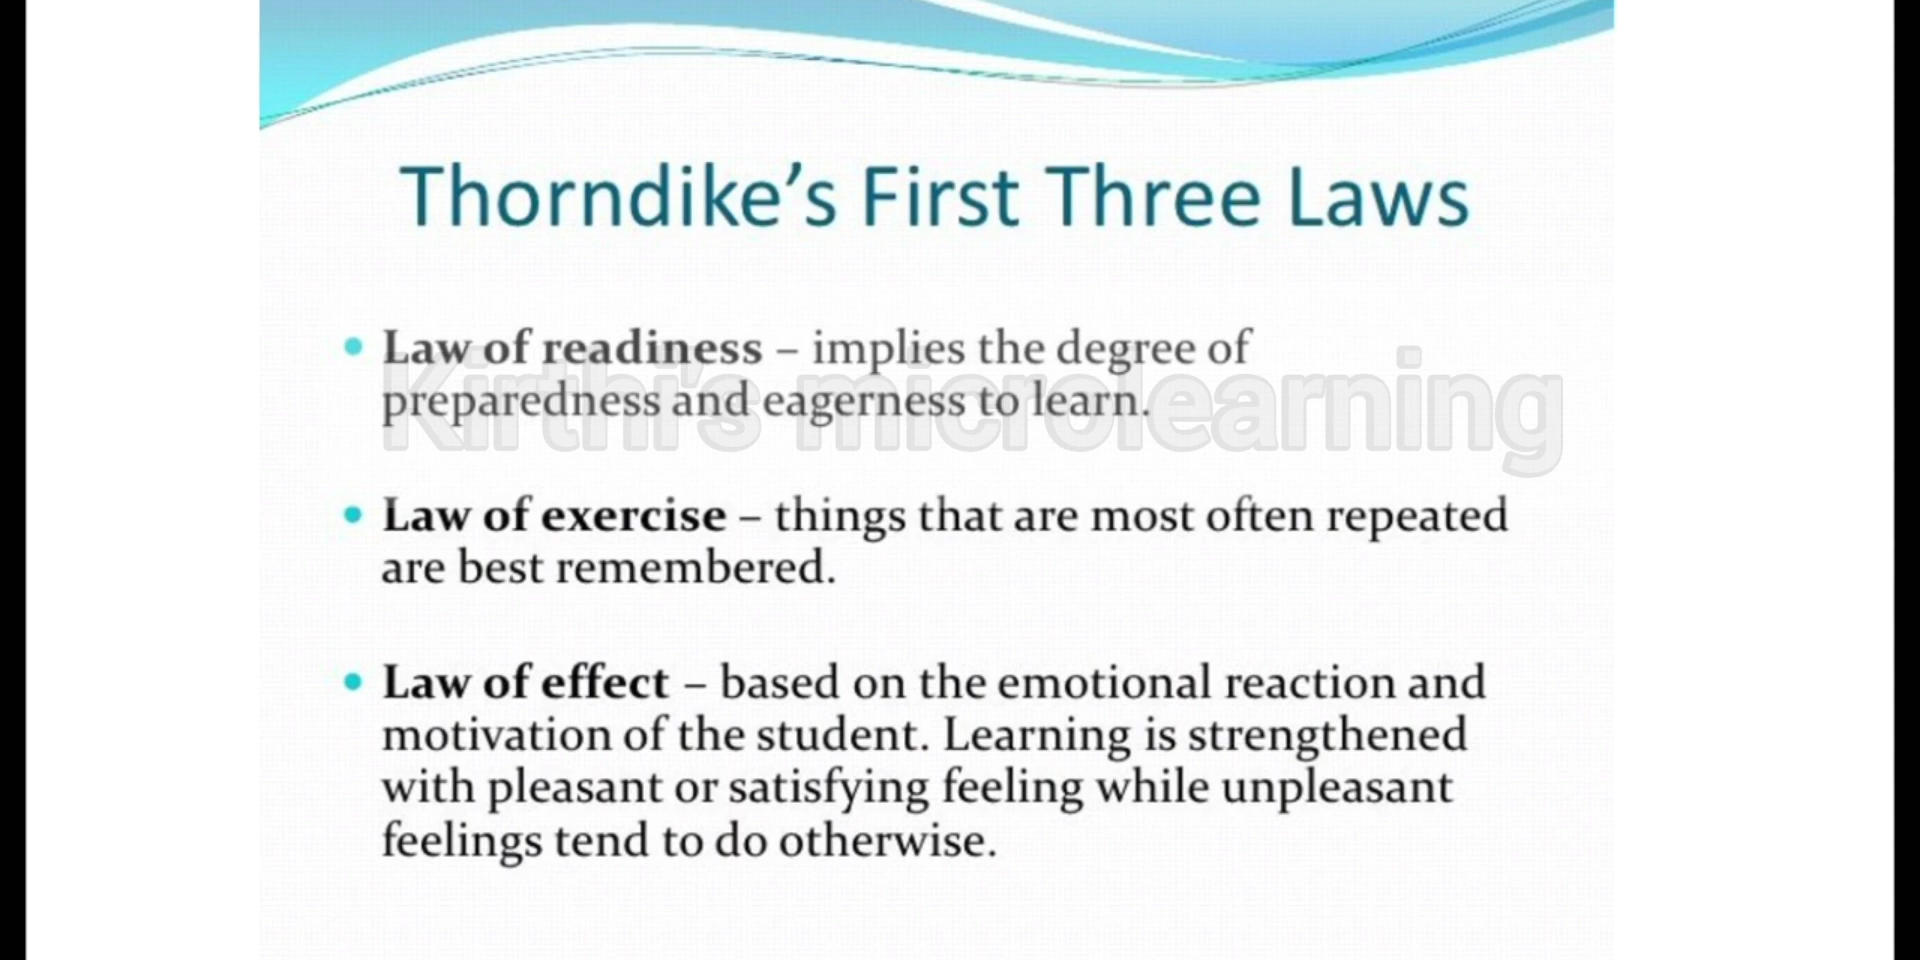 Thorndike’s First Three Laws
• Law of readiness – implies the degree of
preparedness and eagerness to learn.
Kirthi's microlearning
• Law of exercise – things that are most often repeated
are best remembered.
• Law of effect – based on the emotional reaction and
motivation of the student. Learning is strengthened
with pleasant or satisfying feeling while unpleasant
feelings tend to do otherwise.